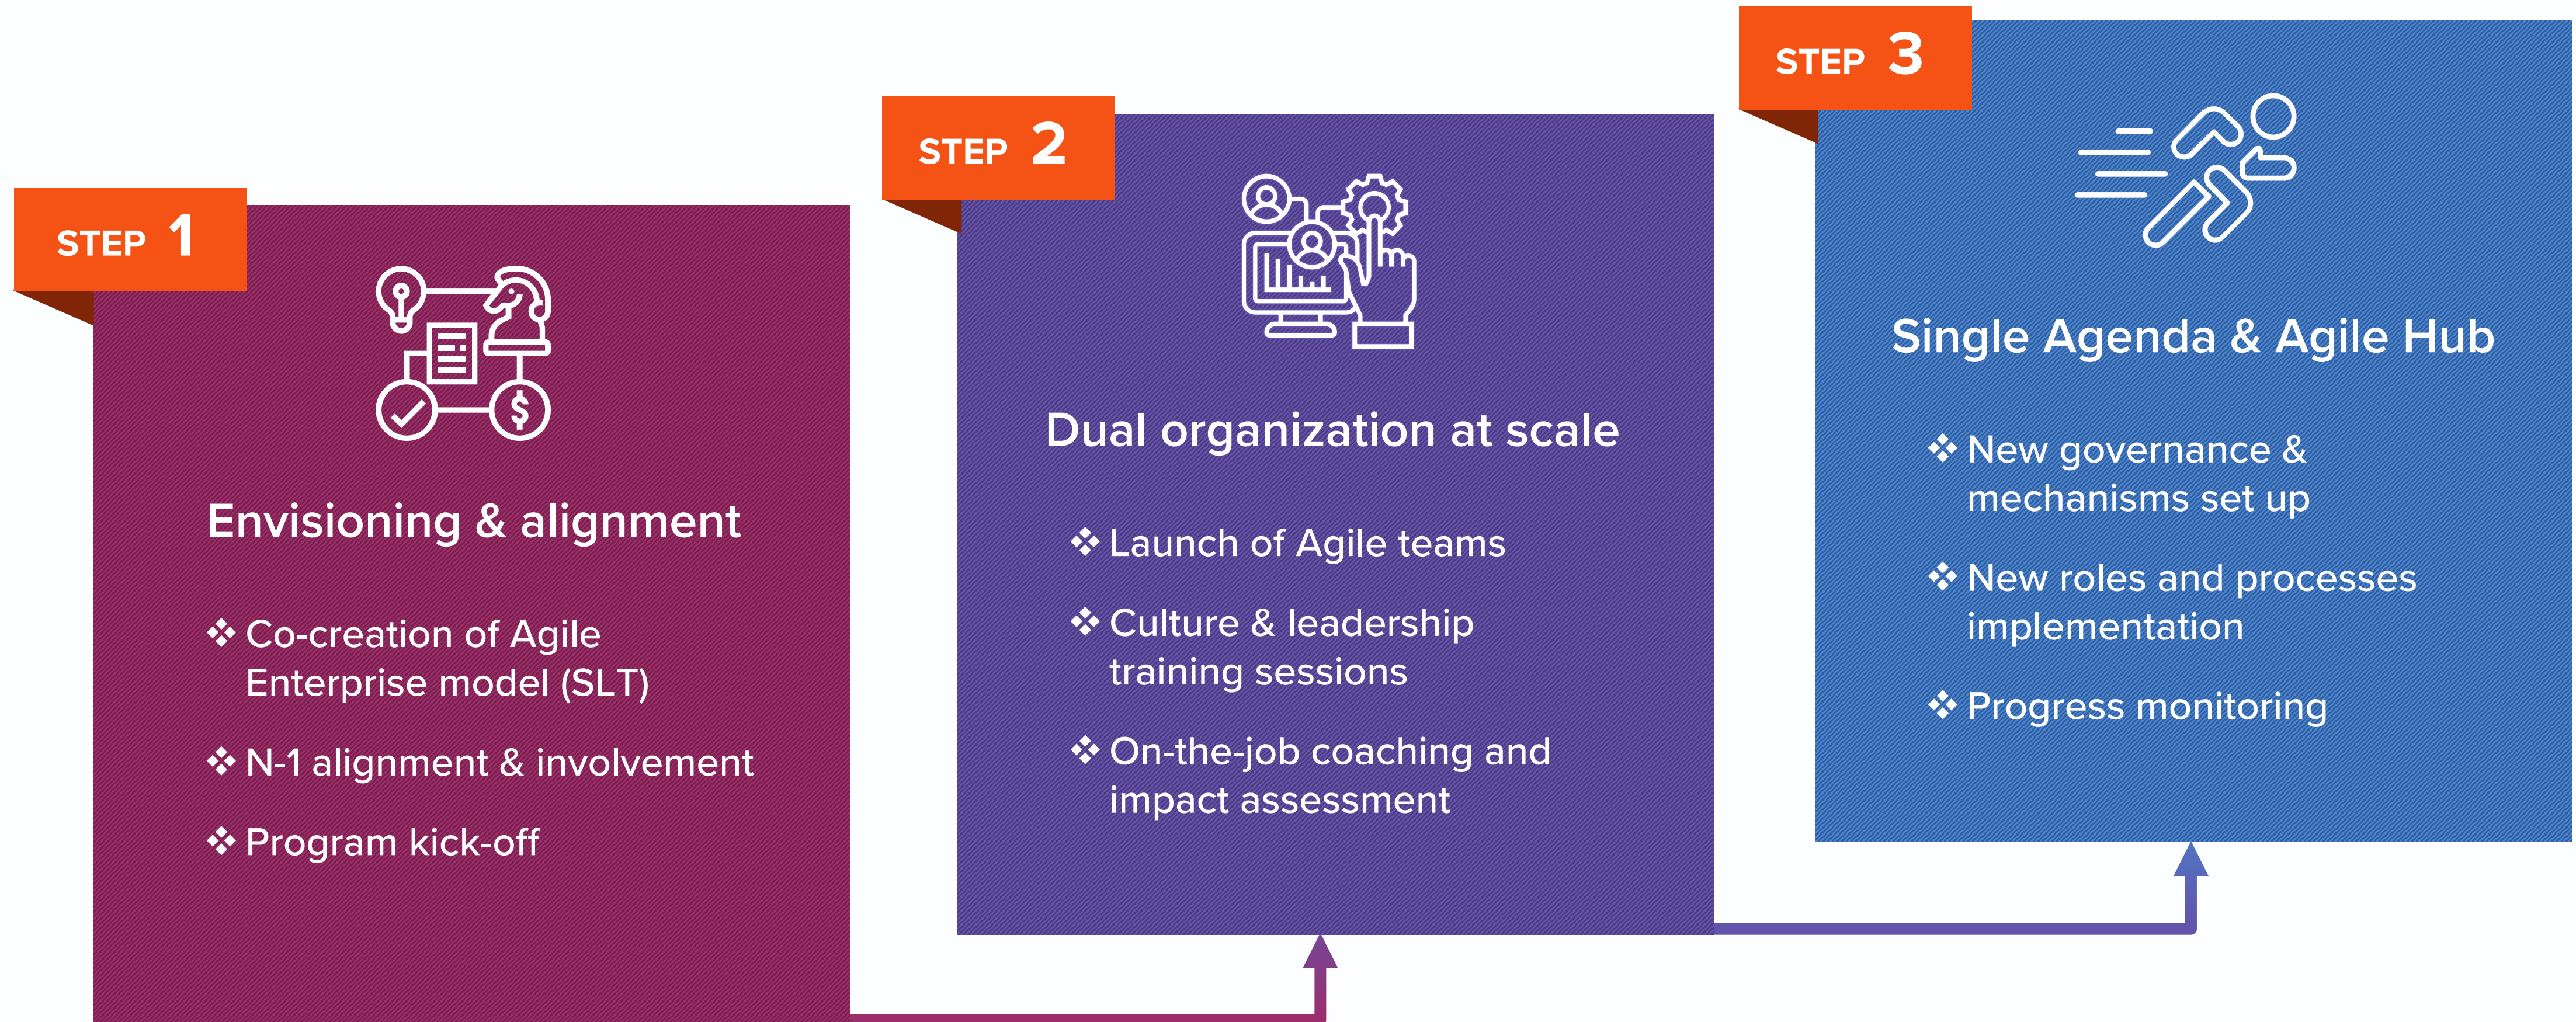 STEP 1
Envisioning & alignment
❖ Co-creation of Agile
Enterprise model (SLT)
❖ N-1 alignment & involvement
❖ Program kick-off
STEP 2
Dual organization at scale
❖ Launch of Agile teams
❖ Culture & leadership
training sessions
❖ On-the-job coaching and
impact assessment
STEP 3
Single Agenda & Agile Hub
❖ New governance &
mechanisms set up
❖ New roles and processes
implementation
❖ Progress monitoring